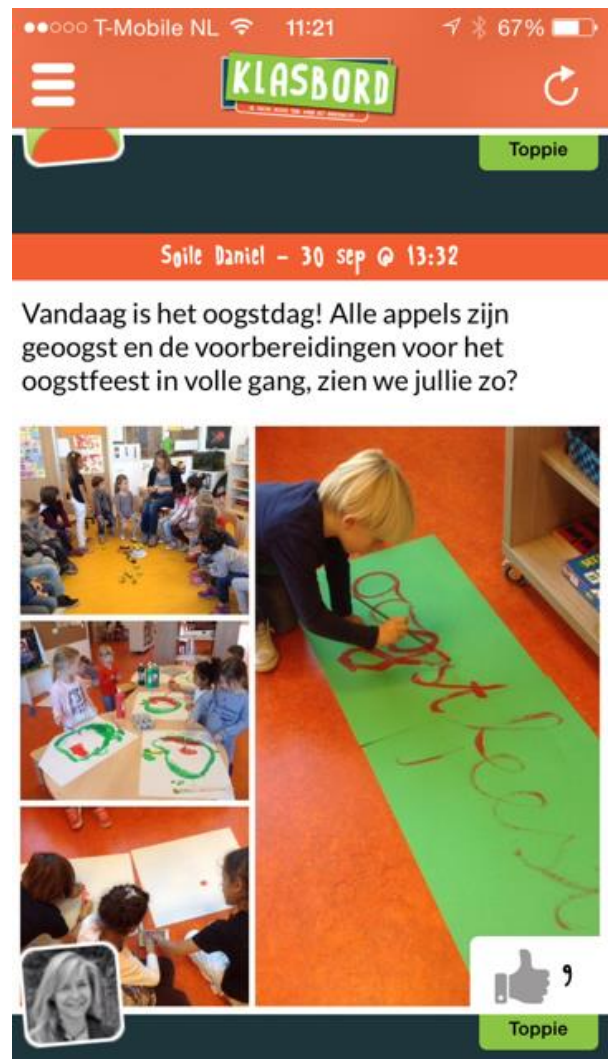 T-Mobile NL 11:21 67%
KLASBORD
Toppie
Soile Daniel - 30 sep @ 13:32
Vandaag is het oogstdag! Alle appels zijn
geoogst en de voorbereidingen voor het
oogstfeest in volle gang, zien we jullie zo?
oogstfeest
9
Toppie